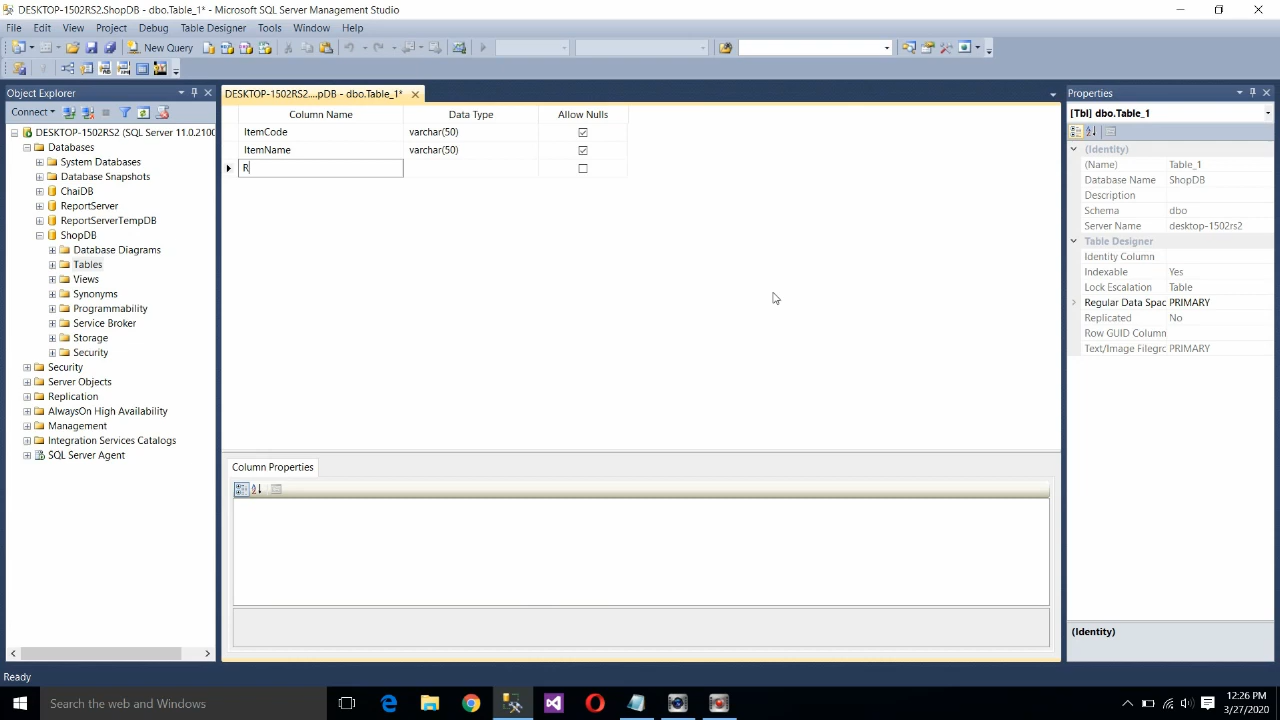 DESKTOP-1502RS2.ShopDB - dbo.Table_1* - Microsoft SQL Server Management Studio
File Edit View Project Debug Table Designer Tools Window Help
New Query
Object Explorer
DESKTOP-1502RS2....pDB - dbo.Table_1*
Properties
Connect
Column Name Data Type Allow Nulls
[Tbl] dbo.Table_1
DESKTOP-1502RS2 (SQL Server 11.0.2100
ItemCode varchar(50)
Databases
ItemName varchar(50)
(Identity)
System Databases
R
(Name) Table_1
Database Snapshots
Database Name ShopDB
ChaiDB
Description
ReportServer
Schema dbo
ReportServerTempDB
Server Name desktop-1502rs2
ShopDB
Table Designer
Database Diagrams
Identity Column
Tables
Indexable Yes
Views
Lock Escalation Table
Synonyms
Regular Data Spac PRIMARY
Programmability
Replicated No
Service Broker
Row GUID Column
Storage
Text/Image Filegrc PRIMARY
Security
Security
Server Objects
Replication
AlwaysOn High Availability
Management
Integration Services Catalogs
SQL Server Agent
Column Properties
(Identity)
Ready
Search the web and Windows
12:26 PM
3/27/2020